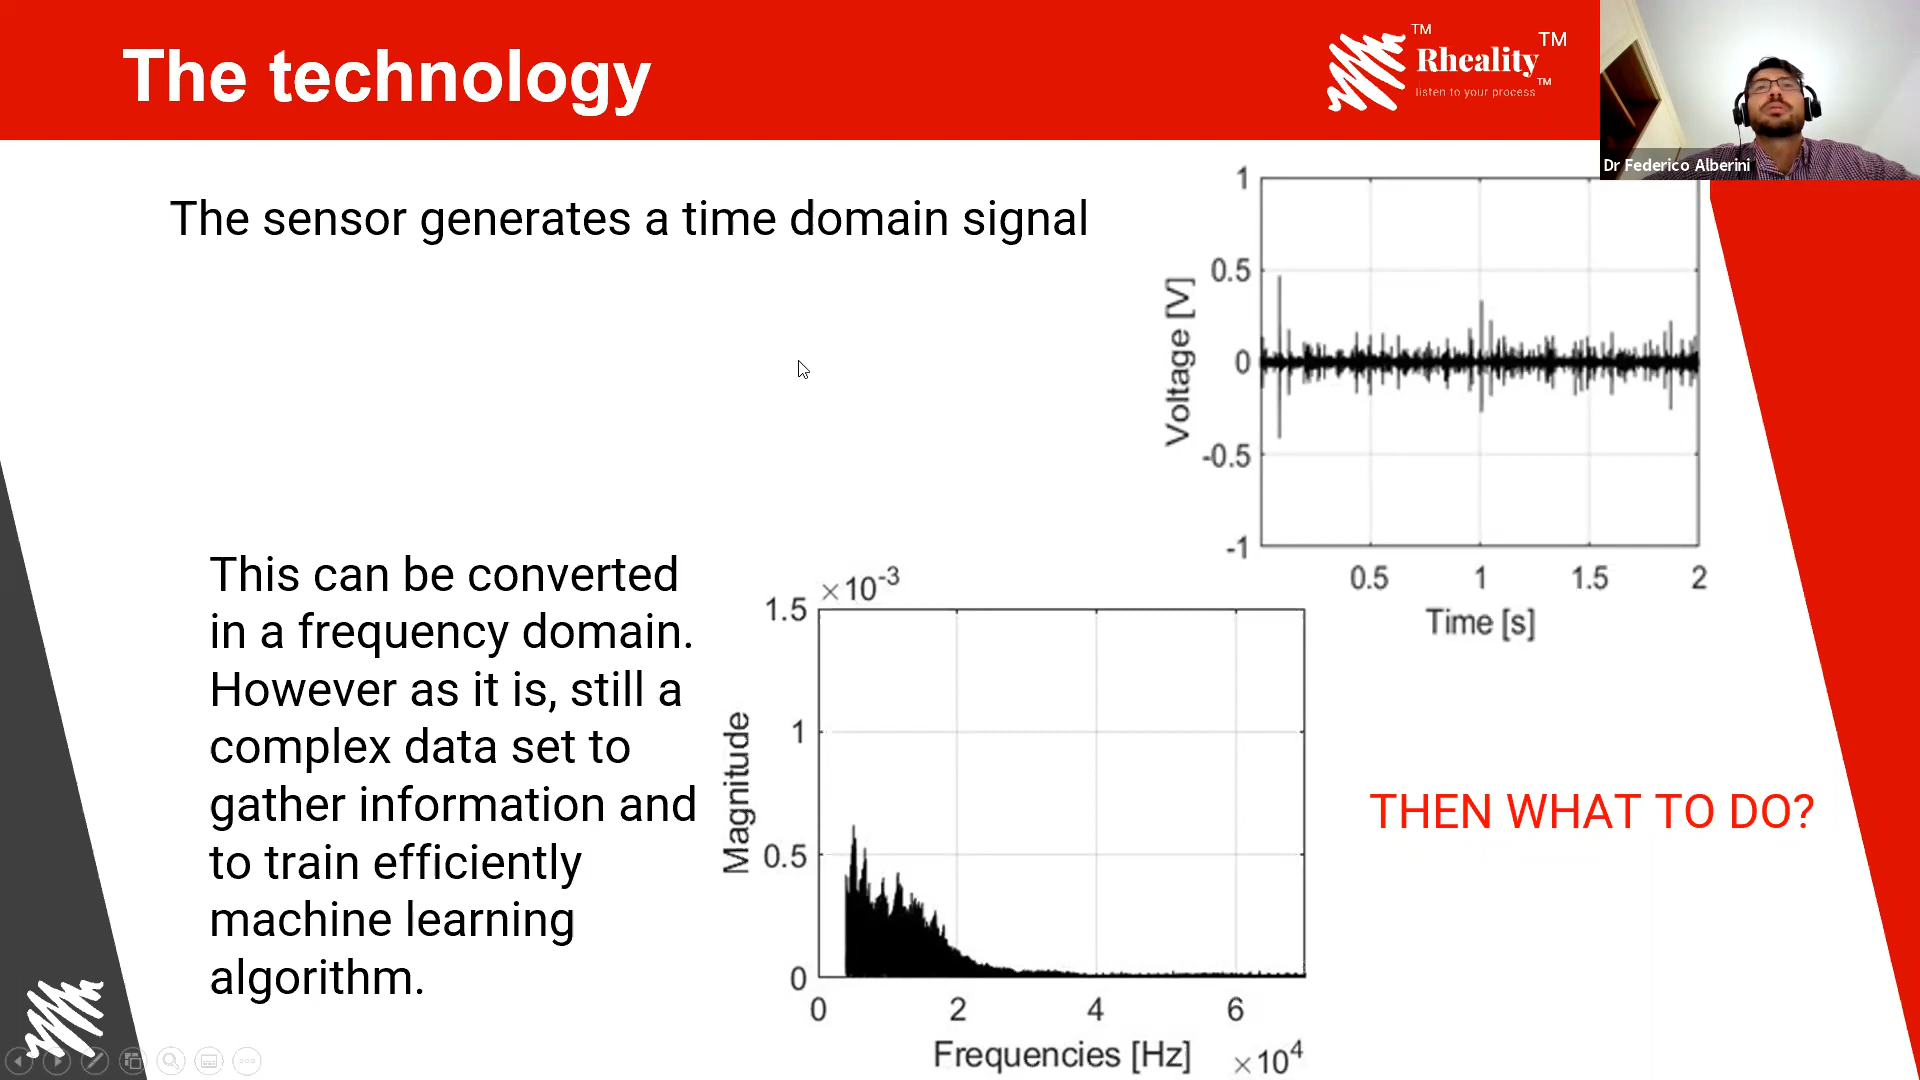 The technology
TM
Rheality
TM
TM
listen to your process
Dr Federico Alberini
The sensor generates a time domain signal
1
0.5
0
-0.5
-1
Voltage [V]
0.5 1 1.5 2
Time [s]
This can be converted
in a frequency domain.
However as it is, still a
complex data set to
gather information and
to train efficiently
machine learning
algorithm.
×10-3
1.5
1
0.5
0
Magnitude
0 2 4 6
Frequencies [Hz] ×104
THEN WHAT TO DO?